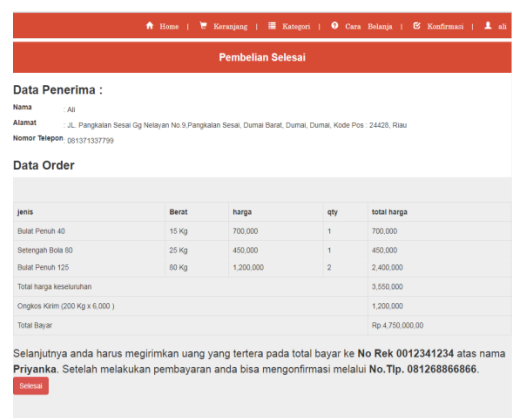 Home | Keranjang | Kategori | Cara Belanja | Konfirmasi | ali
Pembelian Selesai
Data Penerima :
Nama : Ali
Alamat : JL. Pangkalan Sesai Gg Nelayan No.9,Pangkalan Sesai, Dumai Barat, Dumai, Dumai, Kode Pos : 24428, Riau
Nomor Telepon 081371337799
Data Order
jenis Berat harga qty total harga
Bulat Penuh 40 15 Kg 700,000 1 700,000
Setengah Bola 60 25 Kg 450,000 1 450,000
Bulat Penuh 125 80 Kg 1,200,000 2 2,400,000
Total harga keseluruhan 3,550,000
Ongkos Kirim (200 Kg x 6,000 ) 1,200,000
Total Bayar Rp.4,750,000,00
Selanjutnya anda harus megirimkan uang yang tertera pada total bayar ke No Rek 0012341234 atas nama
Priyanka. Setelah melakukan pembayaran anda bisa mengonfirmasi melalui No.Tlp. 081268866866.
Selesai